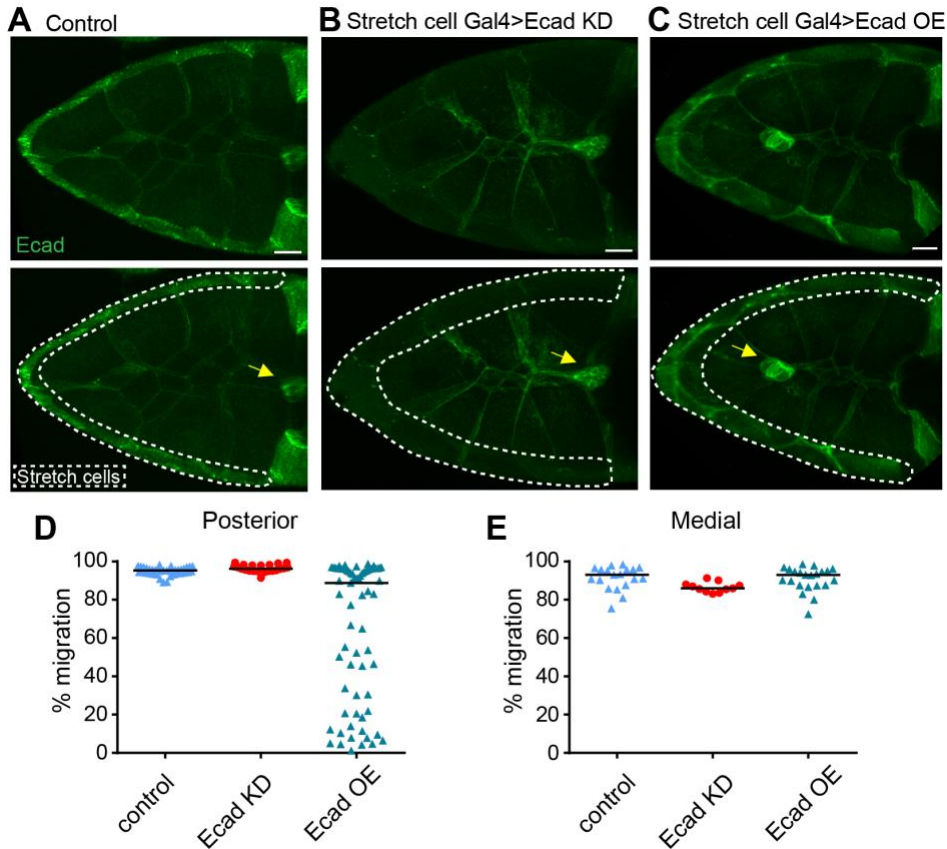 A Control
B Stretch cell Gal4>Ecad KD
C Stretch cell Gal4>Ecad OE
Ecad
Stretch cells
D Posterior
% migration
100
80
60
40
20
0
control
Ecad KD
Ecad OE
E Medial
% migration
100
80
60
40
20
0
control
Ecad KD
Ecad OE